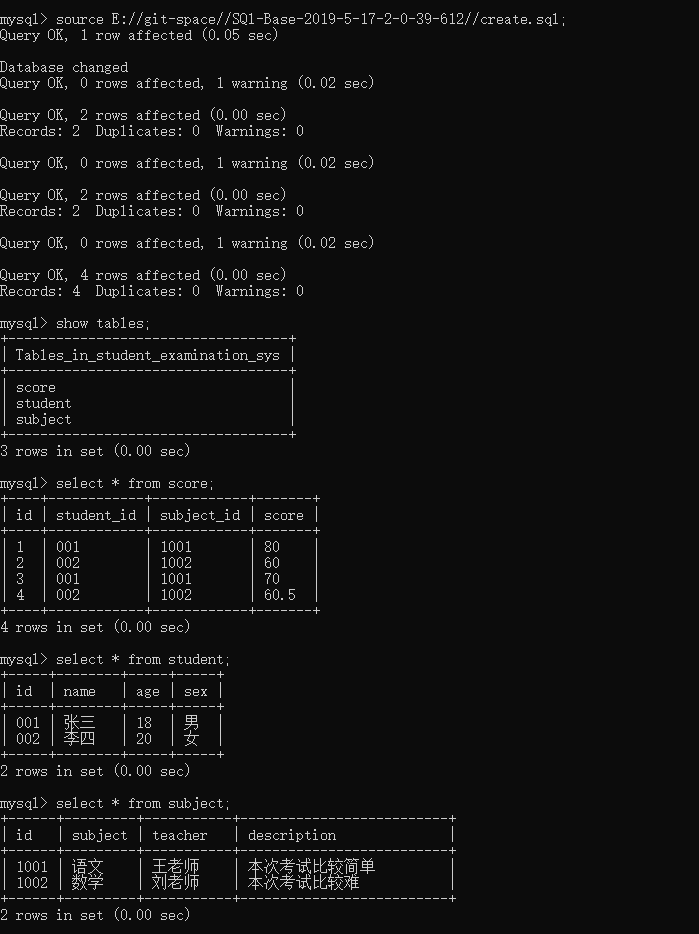 mysql> source E://git-space//SQl-Base-2019-5-17-2-0-39-612//create.sql;
Query OK, 1 row affected (0.05 sec)
Database changed
Query OK, 0 rows affected, 1 warning (0.02 sec)
Query OK, 2 rows affected (0.00 sec)
Records: 2  Duplicates: 0  Warnings: 0
Query OK, 0 rows affected, 1 warning (0.02 sec)
Query OK, 2 rows affected (0.00 sec)
Records: 2  Duplicates: 0  Warnings: 0
Query OK, 0 rows affected, 1 warning (0.02 sec)
Query OK, 4 rows affected (0.00 sec)
Records: 4  Duplicates: 0  Warnings: 0
mysql> show tables;
+-----------------------------------+
| Tables_in_student_examination_sys |
+-----------------------------------+
| score                             |
| student                           |
| subject                           |
+-----------------------------------+
3 rows in set (0.00 sec)
mysql> select * from score;
+----+------------+------------+-------+
| id | student_id | subject_id | score |
+----+------------+------------+-------+
| 1  | 001        | 1001       | 80    |
| 2  | 002        | 1002       | 60    |
| 3  | 001        | 1001       | 70    |
| 4  | 002        | 1002       | 60.5  |
+----+------------+------------+-------+
4 rows in set (0.00 sec)
mysql> select * from student;
+-----+-------+-----+-----+
| id  | name  | age | sex |
+-----+-------+-----+-----+
| 001 | 张三  | 18  | 男  |
| 002 | 李四  | 20  | 女  |
+-----+-------+-----+-----+
2 rows in set (0.00 sec)
mysql> select * from subject;
+-------+---------+----------+--------------------------+
| id    | subject | teacher  | description              |
+-------+---------+----------+--------------------------+
| 1001  | 语文    | 王老师   | 本次考试比较简单         |
| 1002  | 数学    | 刘老师   | 本次考试比较难           |
+-------+---------+----------+--------------------------+
2 rows in set (0.00 sec)